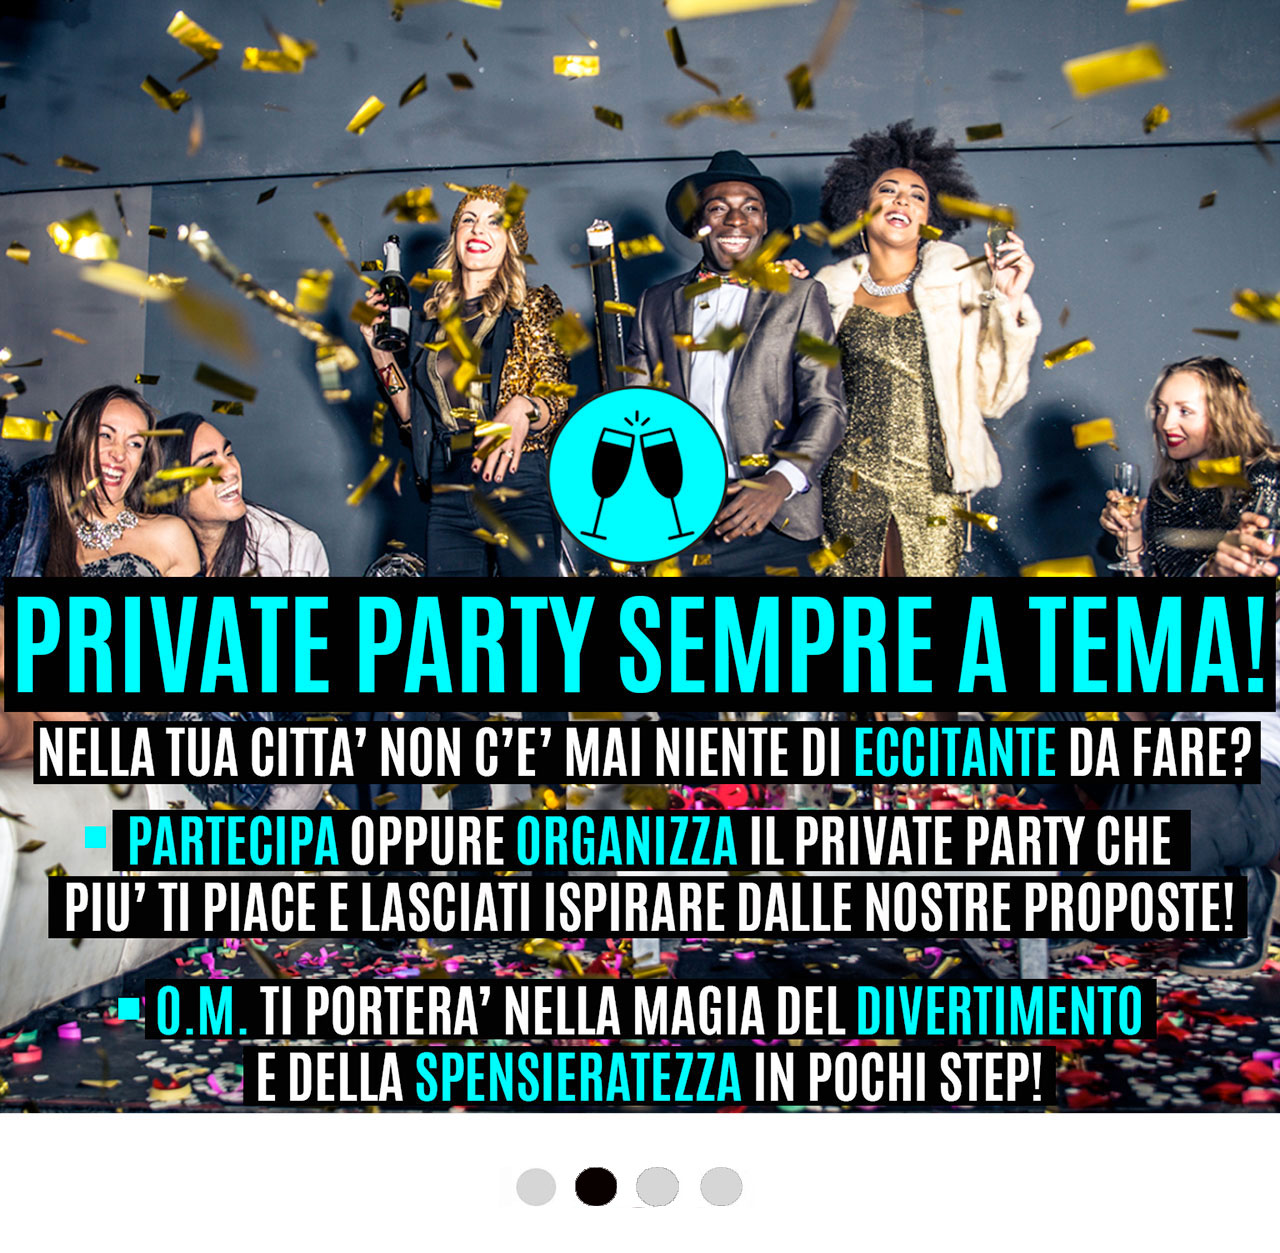 PRIVATE PARTY SEMPRE A TEMA!
NELLA TUA CITTA’ NON C’E’ MAI NIENTE DI ECCITANTE DA FARE?
PARTECIPA OPPURE ORGANIZZA IL PRIVATE PARTY CHE
PIU’ TI PIACE E LASCIATI ISPIRARE DALLE NOSTRE PROPOSTE!
O.M. TI PORTERA’ NELLA MAGIA DEL DIVERTIMENTO
E DELLA SPENSIERATEZZA IN POCHI STEP!